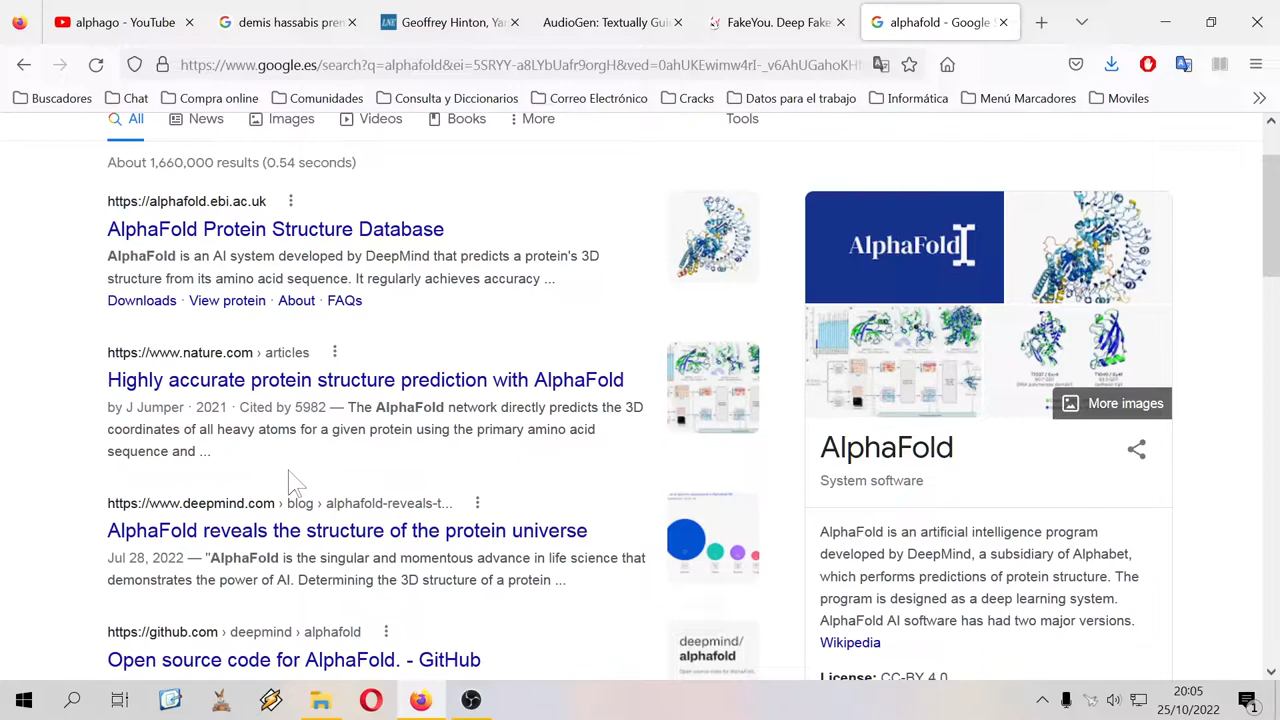 alphago - YouTube
demis hassabis pren
LNE
Geoffrey Hinton, Yan
AudioGen: Textually Gui
FakeYou. Deep Fake
alphafold - Google S
https://www.google.es/search?q=alphafold&ei=5SRYY-a8LYbUafr9orgH&ved=0ahUKEwimw4rI-_v6AhUGahoKH
Buscadores
Chat
Compra online
Comunidades
Consulta y Diccionarios
Correo Electrónico
Cracks
Datos para el trabajo
Informática
Menú Marcadores
Moviles
All
News
Images
Videos
Books
More
Tools
About 1,660,000 results (0.54 seconds)
https://alphafold.ebi.ac.uk
AlphaFold Protein Structure Database
AlphaFold is an AI system developed by DeepMind that predicts a protein's 3D
structure from its amino acid sequence. It regularly achieves accuracy ...
Downloads · View protein · About · FAQs
https://www.nature.com › articles
Highly accurate protein structure prediction with AlphaFold
by J Jumper · 2021 · Cited by 5982 — The AlphaFold network directly predicts the 3D
coordinates of all heavy atoms for a given protein using the primary amino acid
sequence and ...
https://www.deepmind.com › blog › alphafold-reveals-t...
AlphaFold reveals the structure of the protein universe
Jul 28, 2022 — "AlphaFold is the singular and momentous advance in life science that
demonstrates the power of AI. Determining the 3D structure of a protein ...
https://github.com › deepmind › alphafold
Open source code for AlphaFold. - GitHub
deepmind/
alphafold
AlphaFold
More images
AlphaFold
System software
AlphaFold is an artificial intelligence program
developed by DeepMind, a subsidiary of Alphabet,
which performs predictions of protein structure. The
program is designed as a deep learning system.
AlphaFold AI software has had two major versions.
Wikipedia
License: CC-BY 4.0
20:05
25/10/2022
1